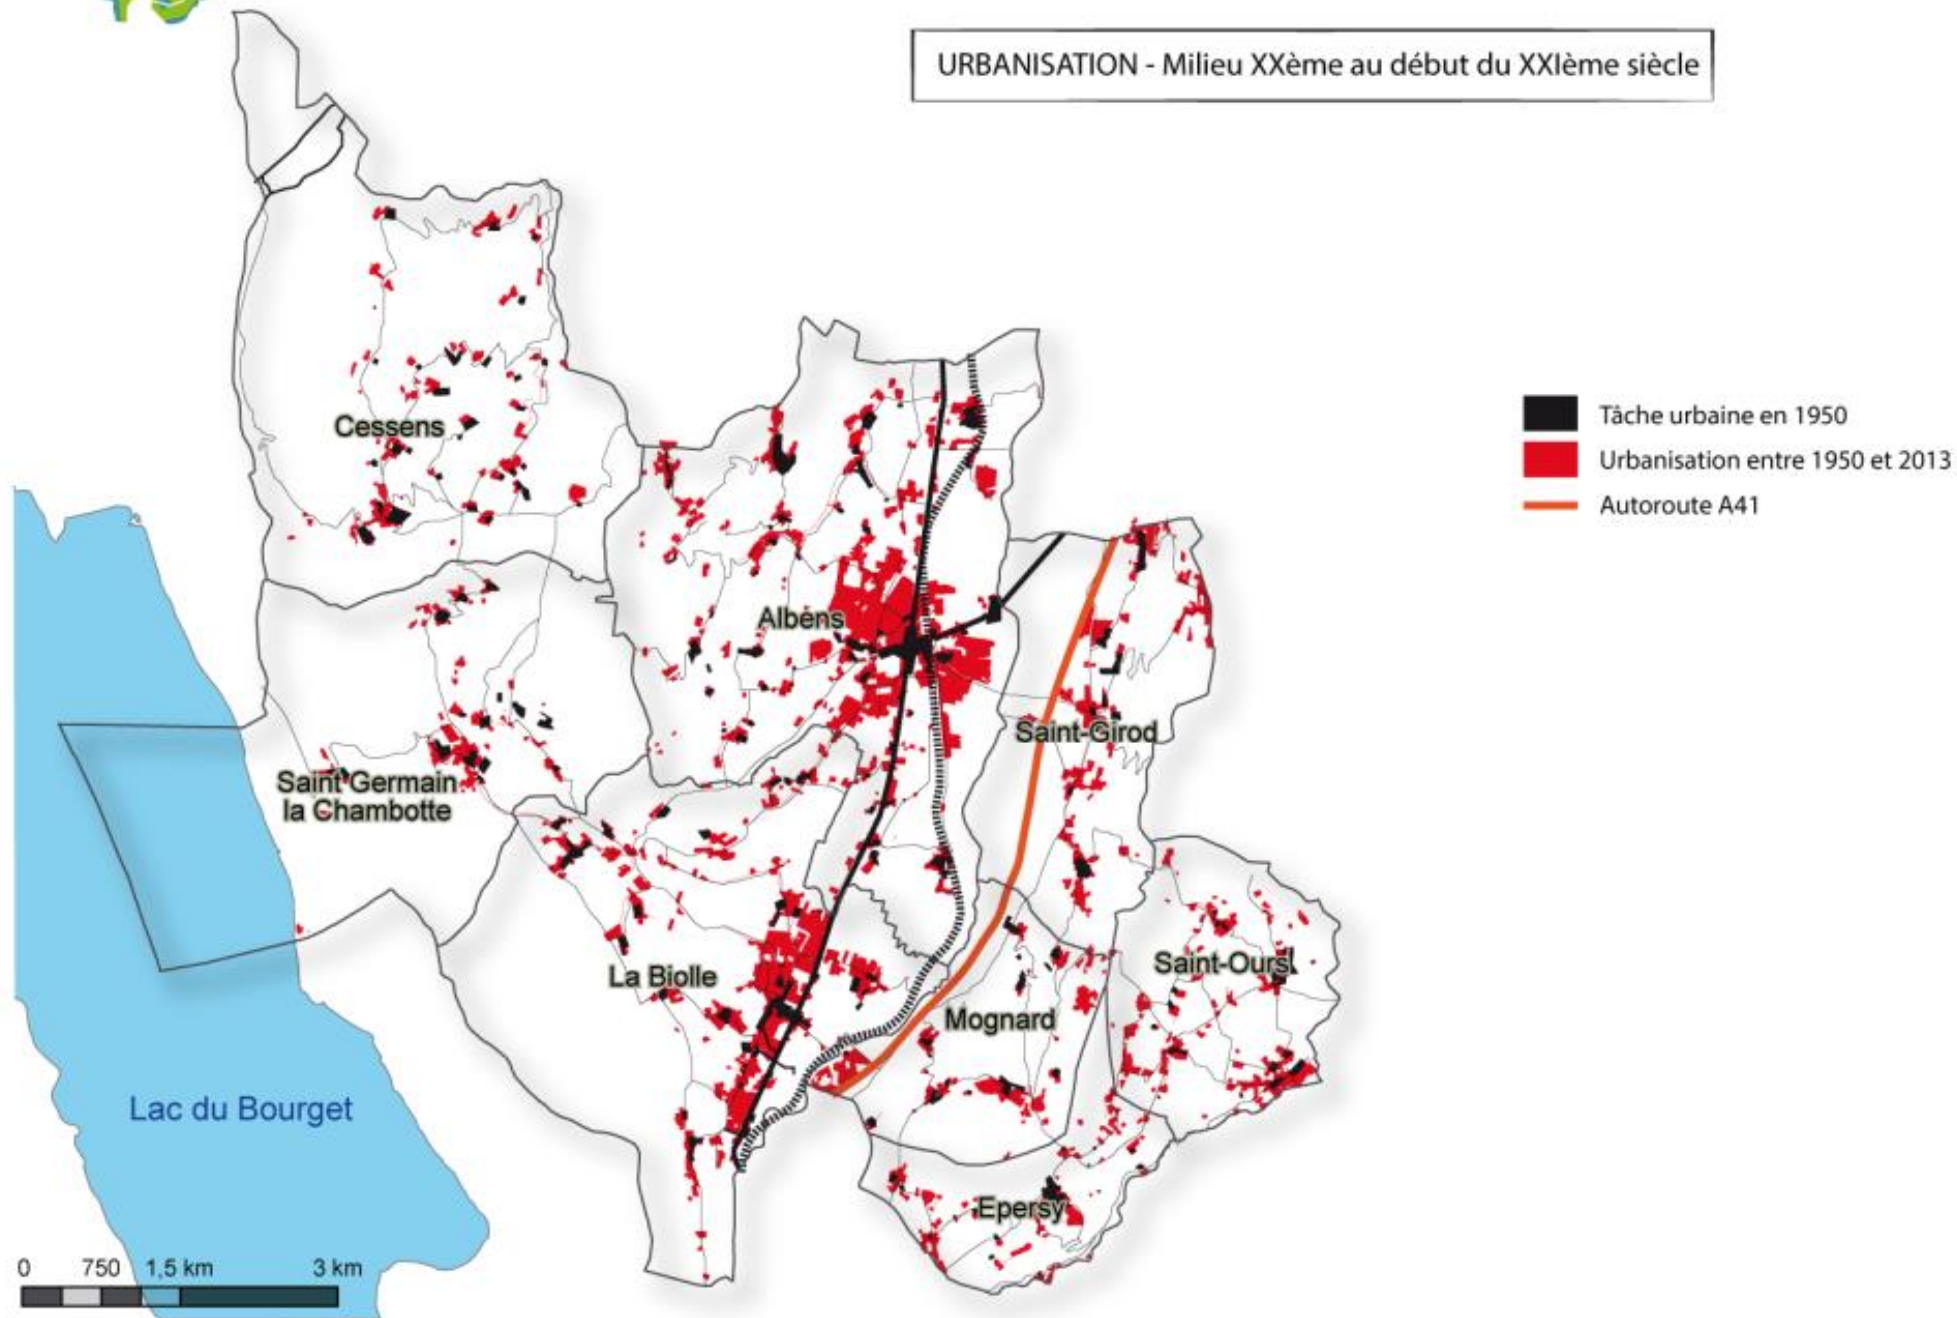 URBANISATION - Milieu XXème au début du XXIème siècle
Tâche urbaine en 1950
Urbanisation entre 1950 et 2013
Autoroute A41
Cessens
Albens
Saint-Girod
Saint Germain
la Chambotte
La Biolle
Saint-Ours
Mognard
Lac du Bourget
Epersy
0 750 1,5 km 3 km